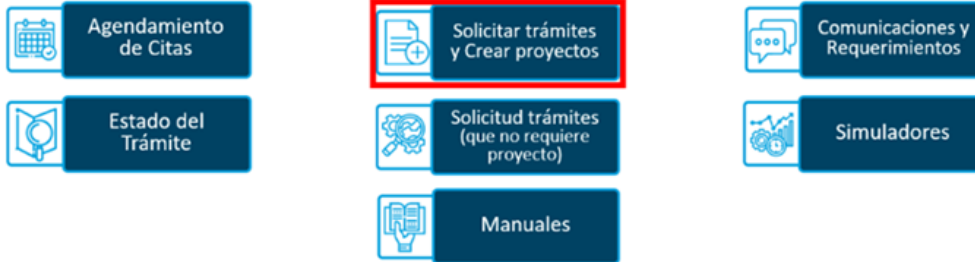 Agendamiento
de Citas
Solicitar trámites
y Crear proyectos
Comunicaciones y
Requerimientos
Estado del
Trámite
Solicitud trámites
(que no requiere
proyecto)
Simuladores
Manuales